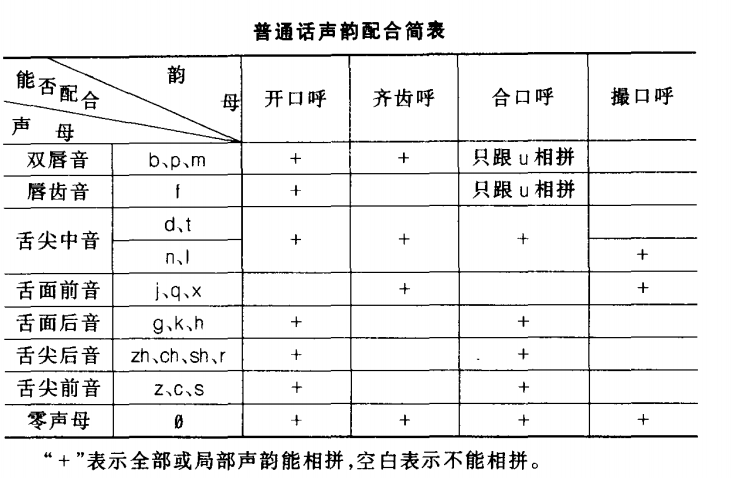 普通话声韵配合简表
能否配合 韵母 声母 开口呼 齐齿呼 合口呼 撮口呼
双唇音 b、p、m + + 只跟 u 相拼
唇齿音 f + 只跟 u 相拼
舌尖中音 d、t + + +
n、l +
舌面前音 j、q、x + +
舌面后音 g、k、h + +
舌尖后音 zh、ch、sh、r + +
舌尖前音 z、c、s + +
零声母 ∅ + + + +
“+”表示全部或局部声韵能相拼,空白表示不能相拼。